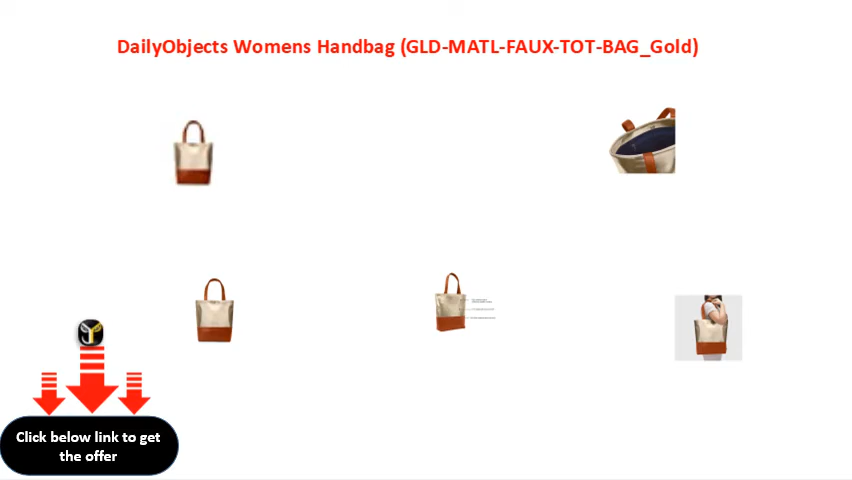 DailyObjects Womens Handbag (GLD-MATL-FAUX-TOT-BAG_Gold)
Click below link to get
the offer